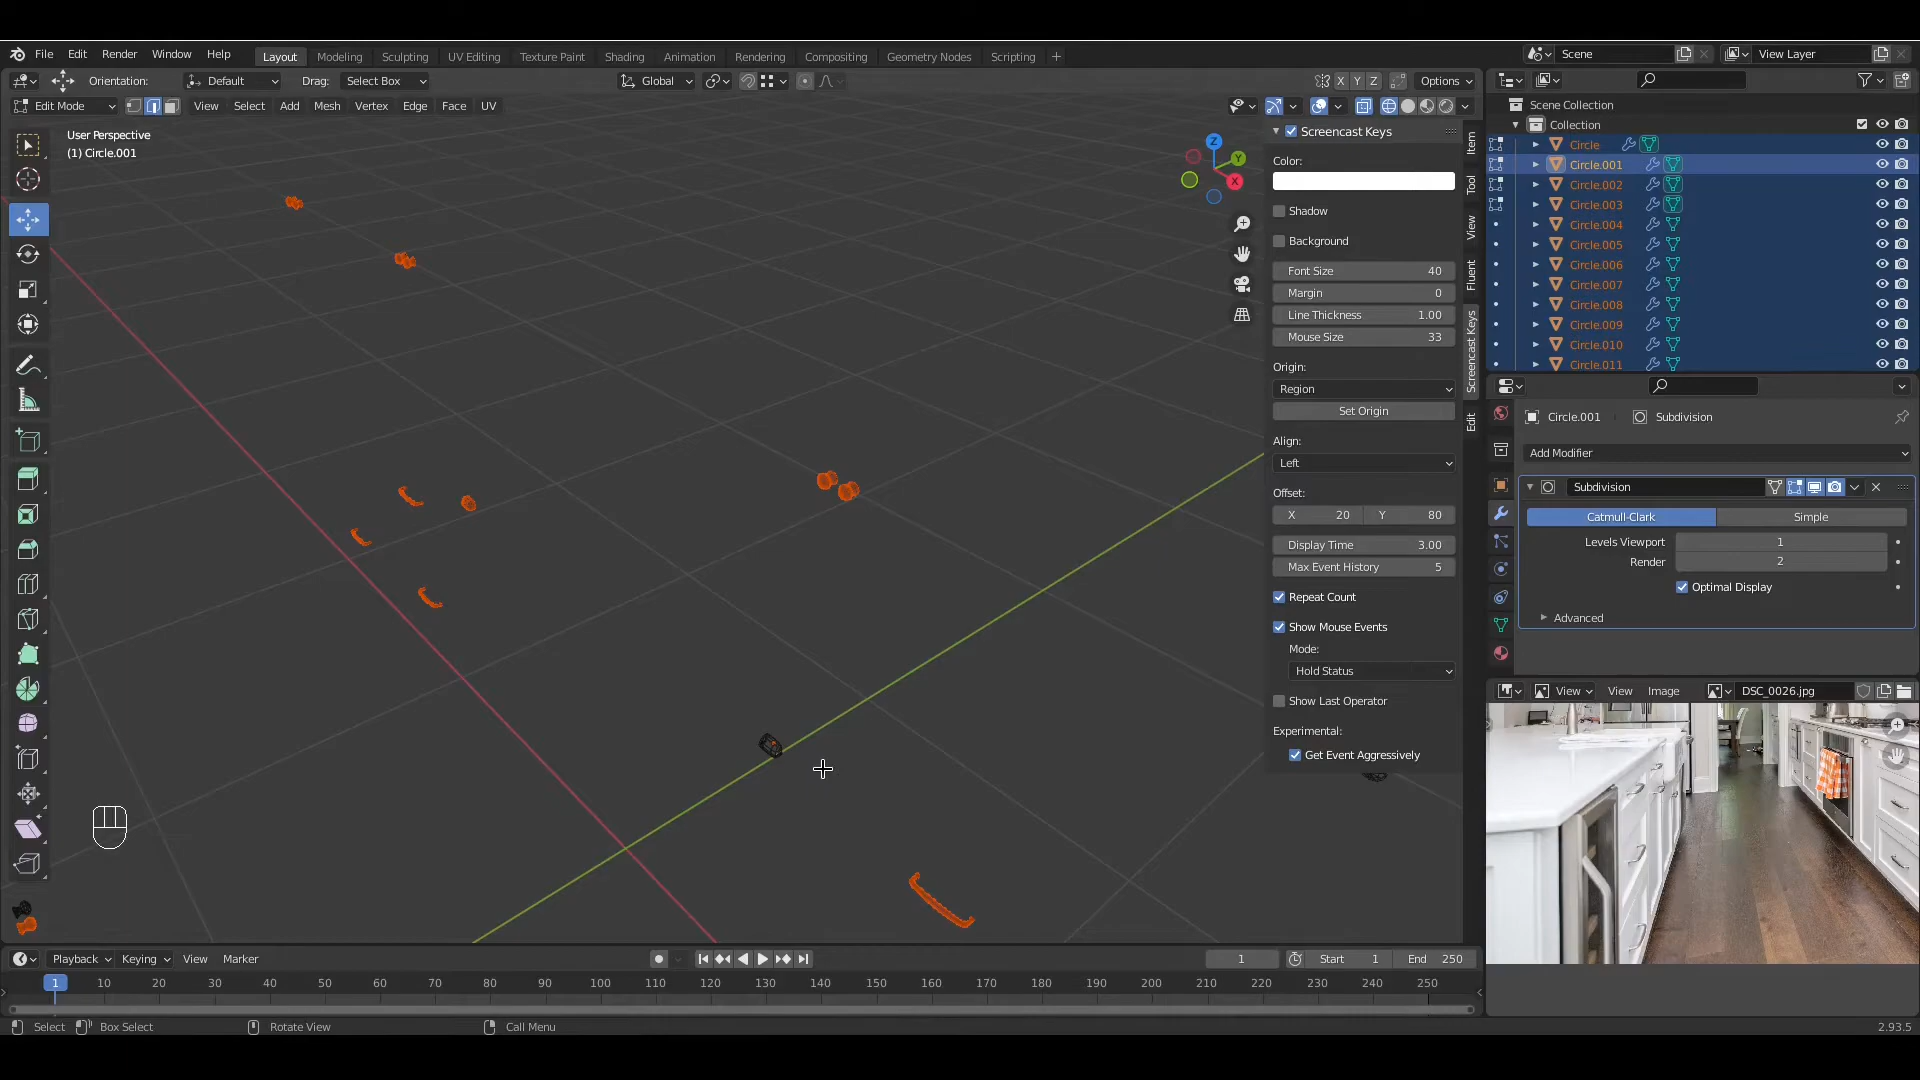 File Edit Render Window Help
Layout Modeling Sculpting UV Editing Texture Paint Shading Animation Rendering Compositing Geometry Nodes Scripting +
Scene View Layer
Orientation: Default Drag: Select Box Global X Y Z Options
Edit Mode View Select Add Mesh Vertex Edge Face UV
User Perspective
(1) Circle.001
Z
Y
X
Screencast Keys
Color:
Shadow
Background
Font Size 40
Margin 0
Line Thickness 1.00
Mouse Size 33
Origin:
Region
Set Origin
Align:
Left
Offset:
X 20 Y 80
Display Time 3.00
Max Event History 5
Repeat Count
Show Mouse Events
Mode:
Hold Status
Show Last Operator
Experimental:
Get Event Aggressively
Item
Tool
View
Fluent
Screencast Keys
Edit
Scene Collection
Collection
Circle
Circle.001
Circle.002
Circle.003
Circle.004
Circle.005
Circle.006
Circle.007
Circle.008
Circle.009
Circle.010
Circle.011
Circle.001 Subdivision
Add Modifier
Subdivision
Catmull-Clark Simple
Levels Viewport 1
Render 2
Optimal Display
Advanced
View View Image DSC_0026.jpg
Playback Keying View Marker 1 Start 1 End 250
1 10 20 30 40 50 60 70 80 90 100 110 120 130 140 150 160 170 180 190 200 210 220 230 240 250
Select Box Select Rotate View Call Menu 2.93.5